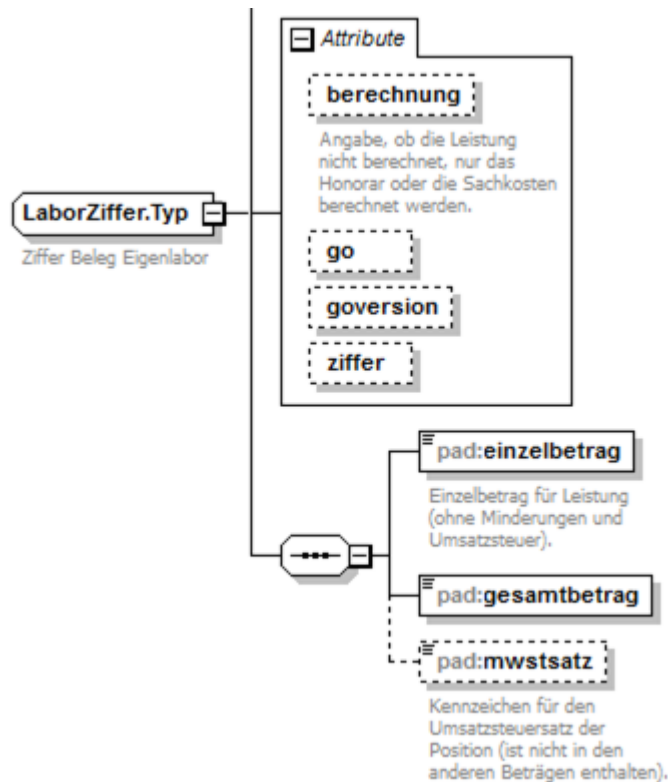 Attribute
berechnung
Angabe, ob die Leistung
nicht berechnet, nur das
Honorar oder die Sachkosten
berechnet werden.
LaborZiffer.Typ
Ziffer Beleg Eigenlabor
go
goversion
ziffer
pad:einzelbetrag
Einzelbetrag für Leistung
(ohne Minderungen und
Umsatzsteuer).
pad:gesamtbetrag
pad:mwstsatz
Kennzeichen für den
Umsatzsteuersatz der
Position (ist nicht in den
anderen Beträgen enthalten).